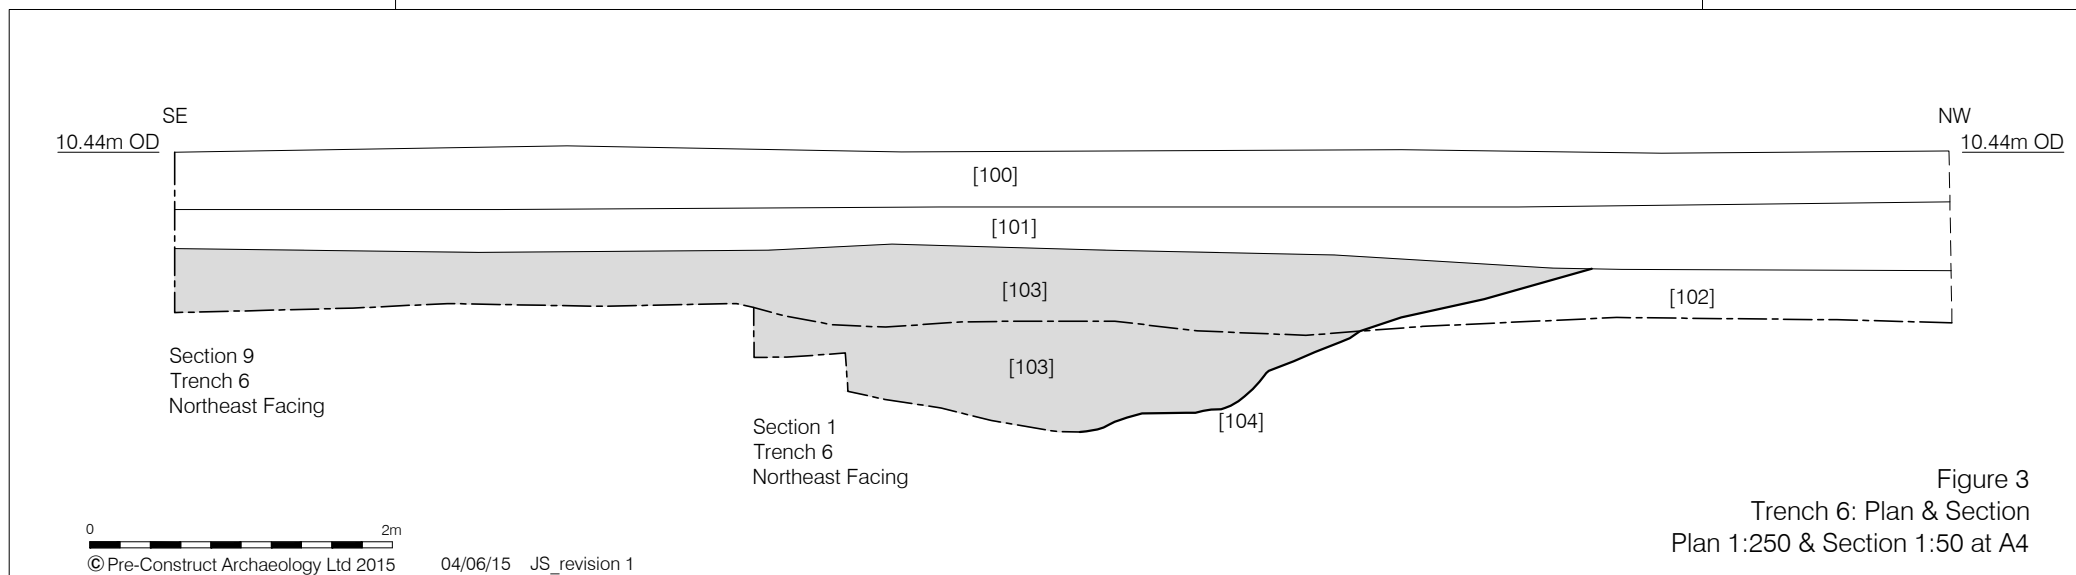 SE
NW
10.44m OD
10.44m OD
[100]
[101]
[103]
[102]
[103]
[104]
Section 9
Trench 6
Northeast Facing
Section 1
Trench 6
Northeast Facing
Figure 3
Trench 6: Plan & Section
Plan 1:250 & Section 1:50 at A4
0 2m
© Pre-Construct Archaeology Ltd 2015 04/06/15 JS_revision 1